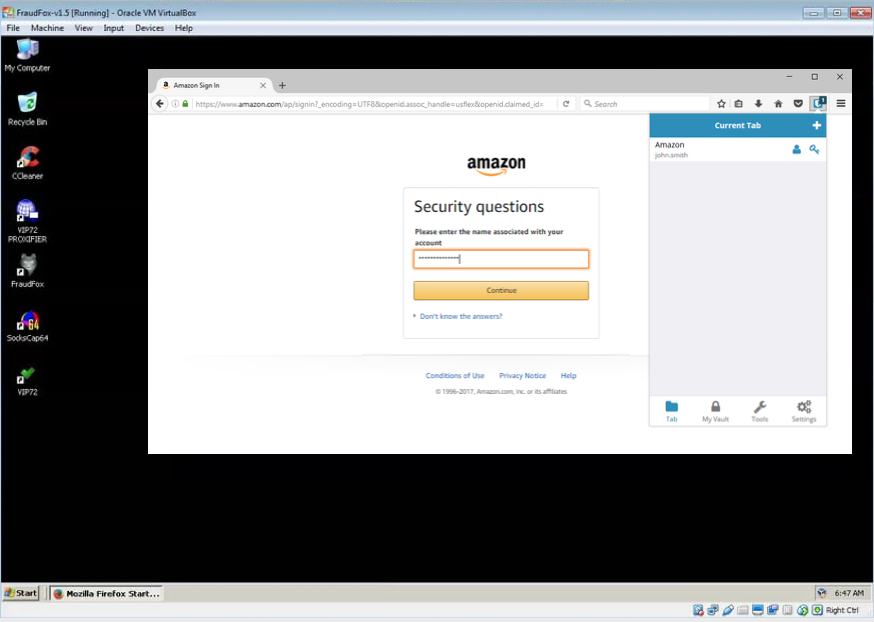 FraudFox-v1.5 [Running] - Oracle VM VirtualBox
File Machine View Input Devices Help
My Computer
Recycle Bin
CCleaner
VIP72
PROXIFIER
FraudFox
SocksCap64
VIP72
Amazon Sign In
https://www.amazon.com/ap/signin?_encoding=UTF8&openid.assoc_handle=usflex&openid.claimed_id=
Search
Current Tab
Amazon
john.smith
amazon
Security questions
Please enter the name associated with your
account
Continue
Don't know the answers?
Conditions of Use Privacy Notice Help
© 1996-2017, Amazon.com, Inc. or its affiliates
Tab My Vault Tools Settings
Start Mozilla Firefox Start... 6:47 AM
Right Ctrl